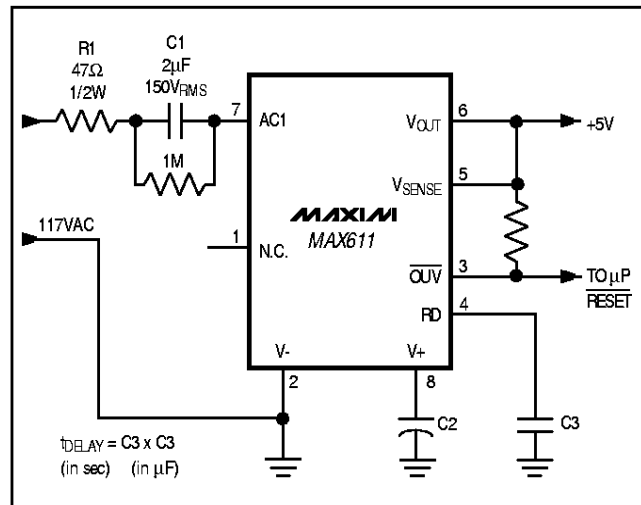 R1
47Ω
1/2W
C1
2μF
150VRMS
1M
7
AC1
117VAC
1
N.C.
MAXIM
MAX611
VOUT
6
+5V
VSENSE
5
OUV
3
TO μP
RESET
RD
4
V-
2
V+
8
C2
C3
tDELAY = C3 x C3
(in sec) (in μF)